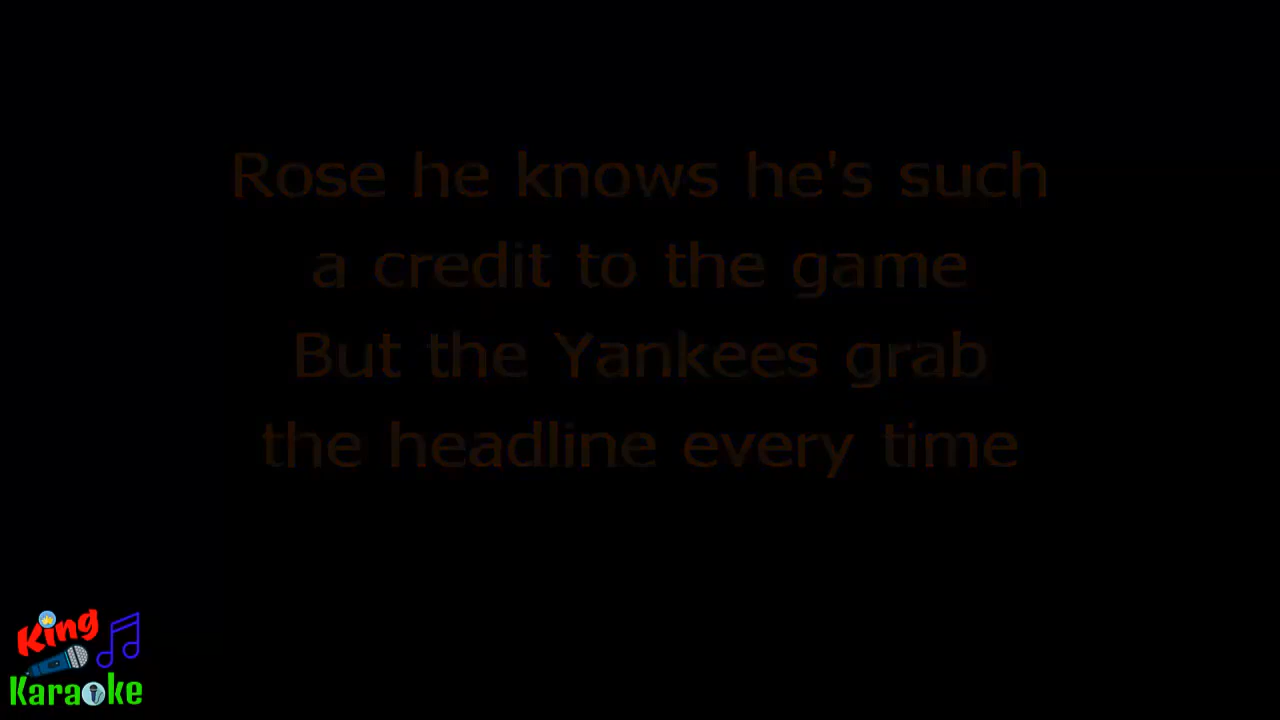 Rose he knows he's such
a credit to the game
But the Yankees grab
the headline every time
King
Karaoke